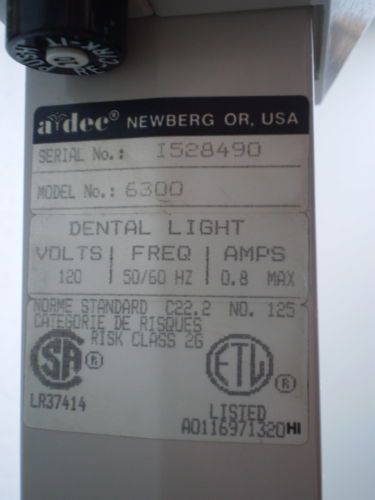 a dec® NEWBERG OR, USA
SERIAL No.: I528490
MODEL No.: 6300
DENTAL LIGHT
VOLTS FREQ AMPS
120 50/60 HZ 0.8 MAX
NORME STANDARD C22.2 NO. 125
CATEGORIE DE RISQUES
RISK CLASS 2G
SA ®
ETL ®
LR37414
LISTED
A0116971320HI